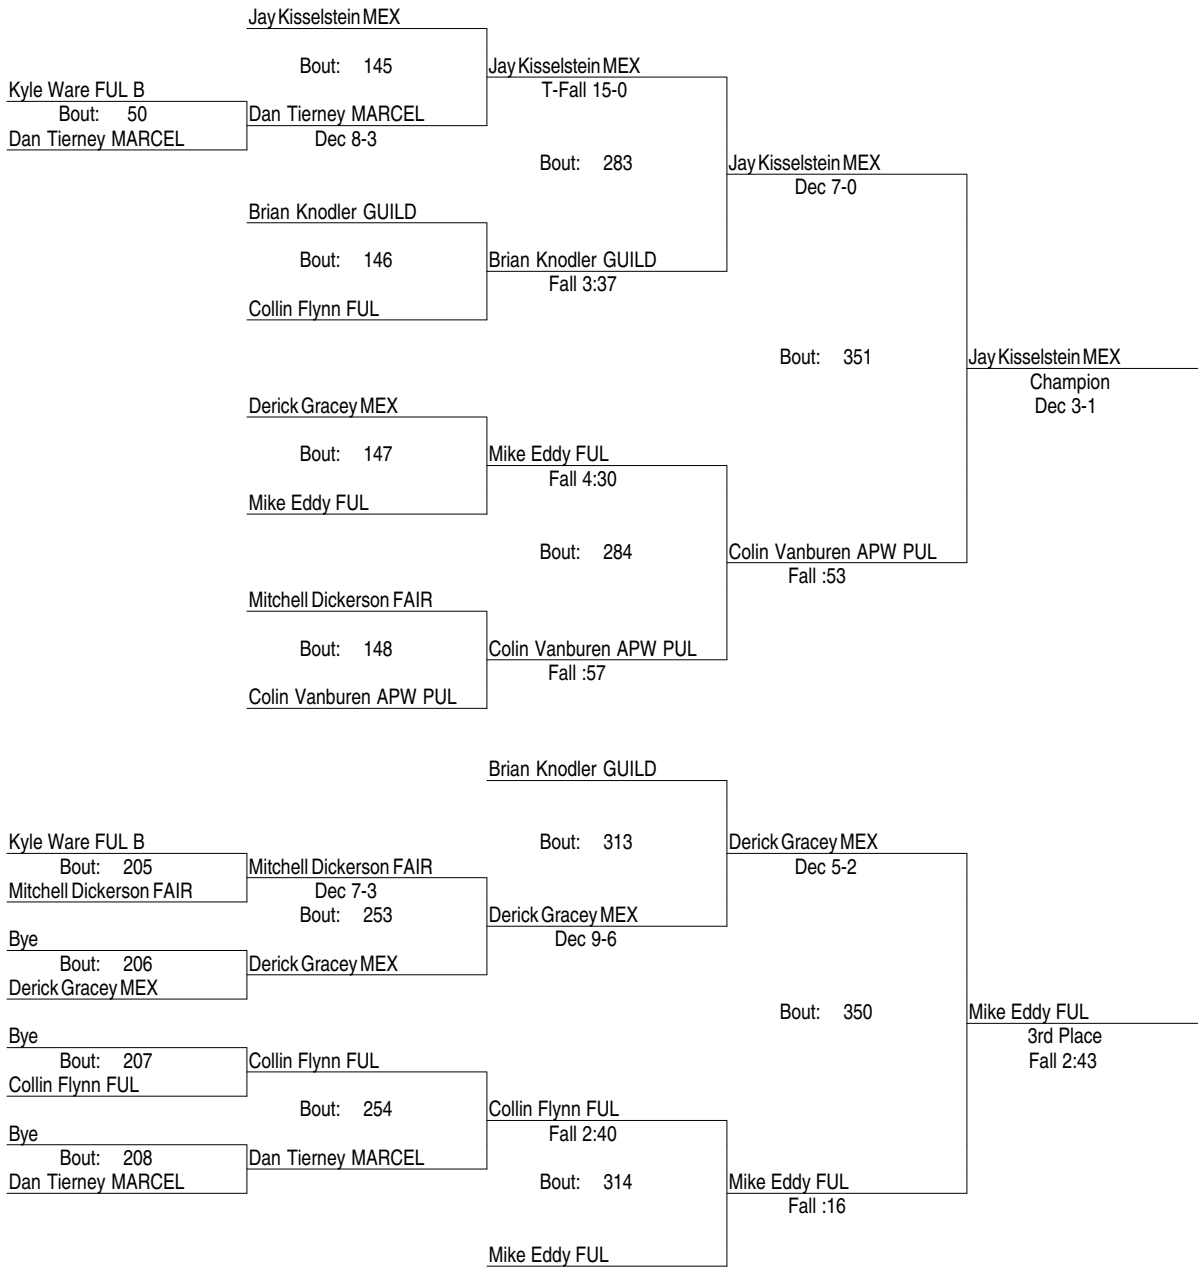 Jay Kisselstein MEX
Bout: 145
Jay Kisselstein MEX
Kyle Ware FUL B
T-Fall 15-0
Bout: 50
Dan Tierney MARCEL
Dan Tierney MARCEL
Dec 8-3
Bout: 283
Jay Kisselstein MEX
Dec 7-0
Brian Knodler GUILD
Bout: 146
Brian Knodler GUILD
Fall 3:37
Collin Flynn FUL
Bout: 351
Jay Kisselstein MEX
Champion
Dec 3-1
Derick Gracey MEX
Bout: 147
Mike Eddy FUL
Fall 4:30
Mike Eddy FUL
Bout: 284
Colin Vanburen APW PUL
Fall :53
Mitchell Dickerson FAIR
Bout: 148
Colin Vanburen APW PUL
Fall :57
Colin Vanburen APW PUL
Brian Knodler GUILD
Kyle Ware FUL B
Bout: 313
Derick Gracey MEX
Bout: 205
Mitchell Dickerson FAIR
Dec 5-2
Mitchell Dickerson FAIR
Dec 7-3
Bout: 253
Derick Gracey MEX
Bye
Dec 9-6
Bout: 206
Derick Gracey MEX
Derick Gracey MEX
Bout: 350
Mike Eddy FUL
Bye
3rd Place
Bout: 207
Collin Flynn FUL
Fall 2:43
Collin Flynn FUL
Bout: 254
Collin Flynn FUL
Bye
Fall 2:40
Bout: 208
Dan Tierney MARCEL
Dan Tierney MARCEL
Bout: 314
Mike Eddy FUL
Fall :16
Mike Eddy FUL